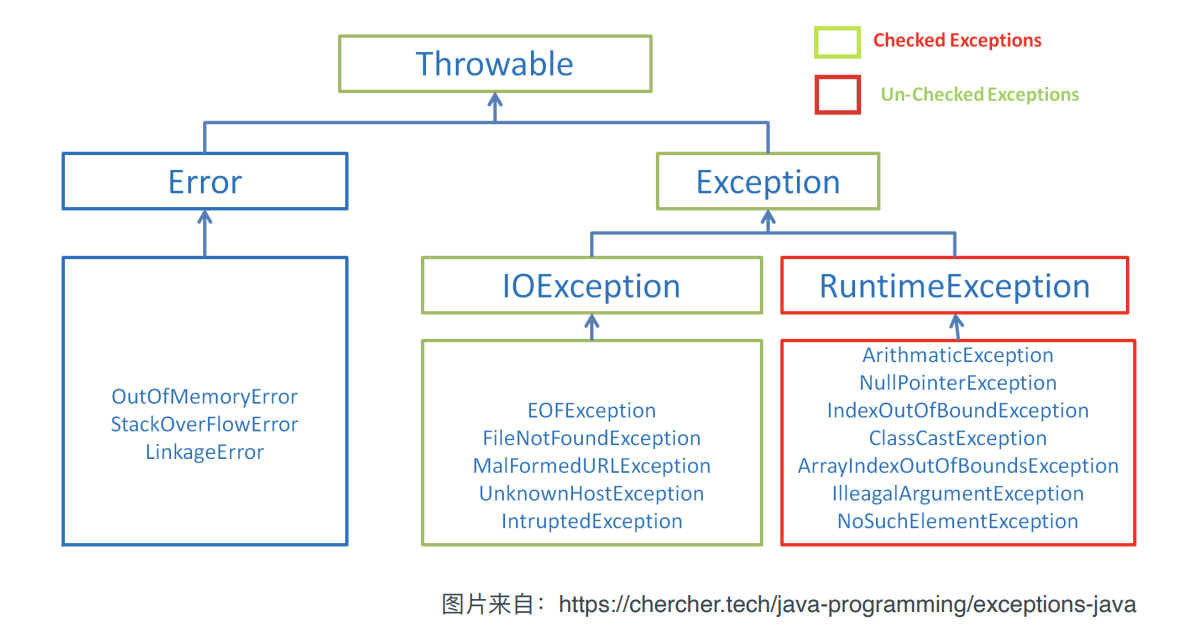 Throwable
Checked Exceptions
Un-Checked Exceptions
Error
Exception
IOException
RuntimeException
OutOfMemoryError
StackOverFlowError
LinkageError
EOFException
FileNotFoundException
MalFormedURLException
UnknownHostException
IntruptedException
ArithmaticException
NullPointerException
IndexOutOfBoundException
ClassCastException
ArrayIndexOutOfBoundsException
IlleagalArgumentException
NoSuchElementException
图片来自：https://chercher.tech/java-programming/exceptions-java